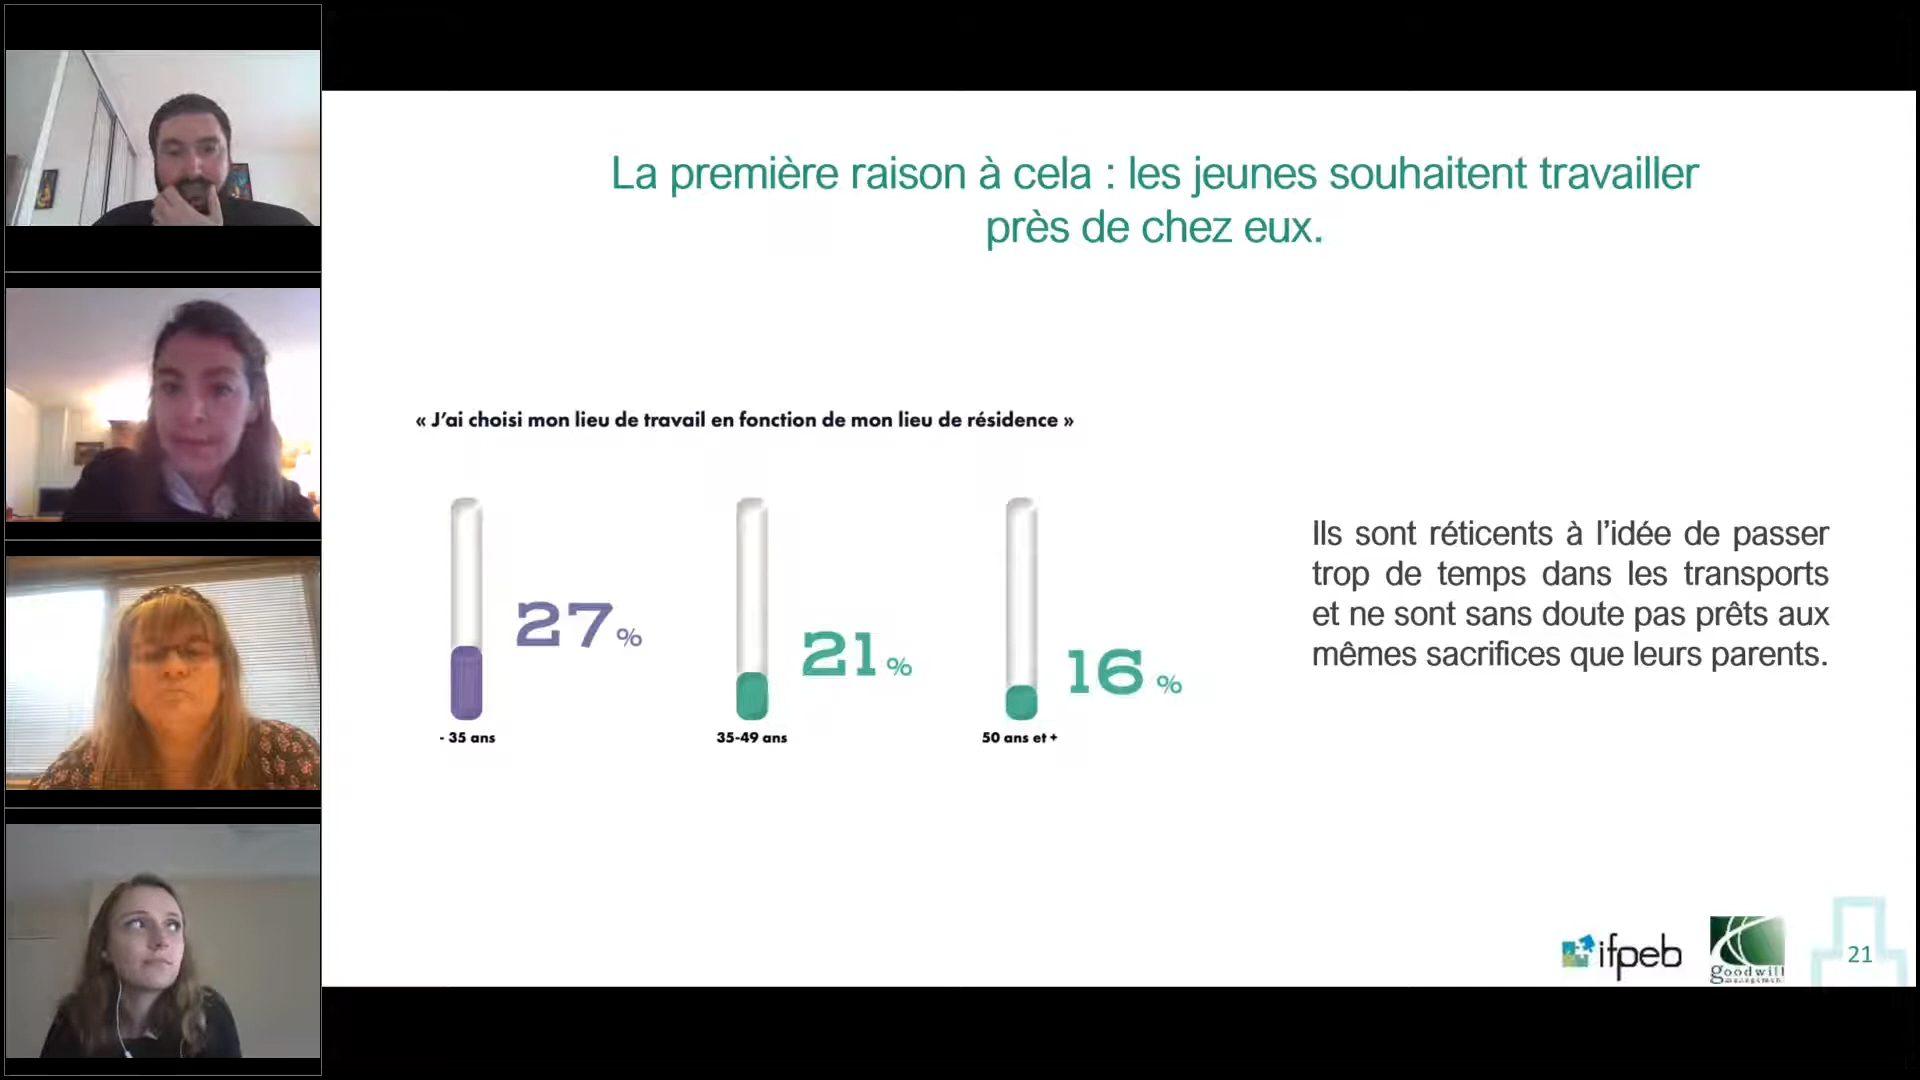 La première raison à cela : les jeunes souhaitent travailler
près de chez eux.
« J’ai choisi mon lieu de travail en fonction de mon lieu de résidence »
27 %
21 %
16 %
- 35 ans
35-49 ans
50 ans et +
Ils sont réticents à l’idée de passer
trop de temps dans les transports
et ne sont sans doute pas prêts aux
mêmes sacrifices que leurs parents.
ifpeb
goodwill
management
21